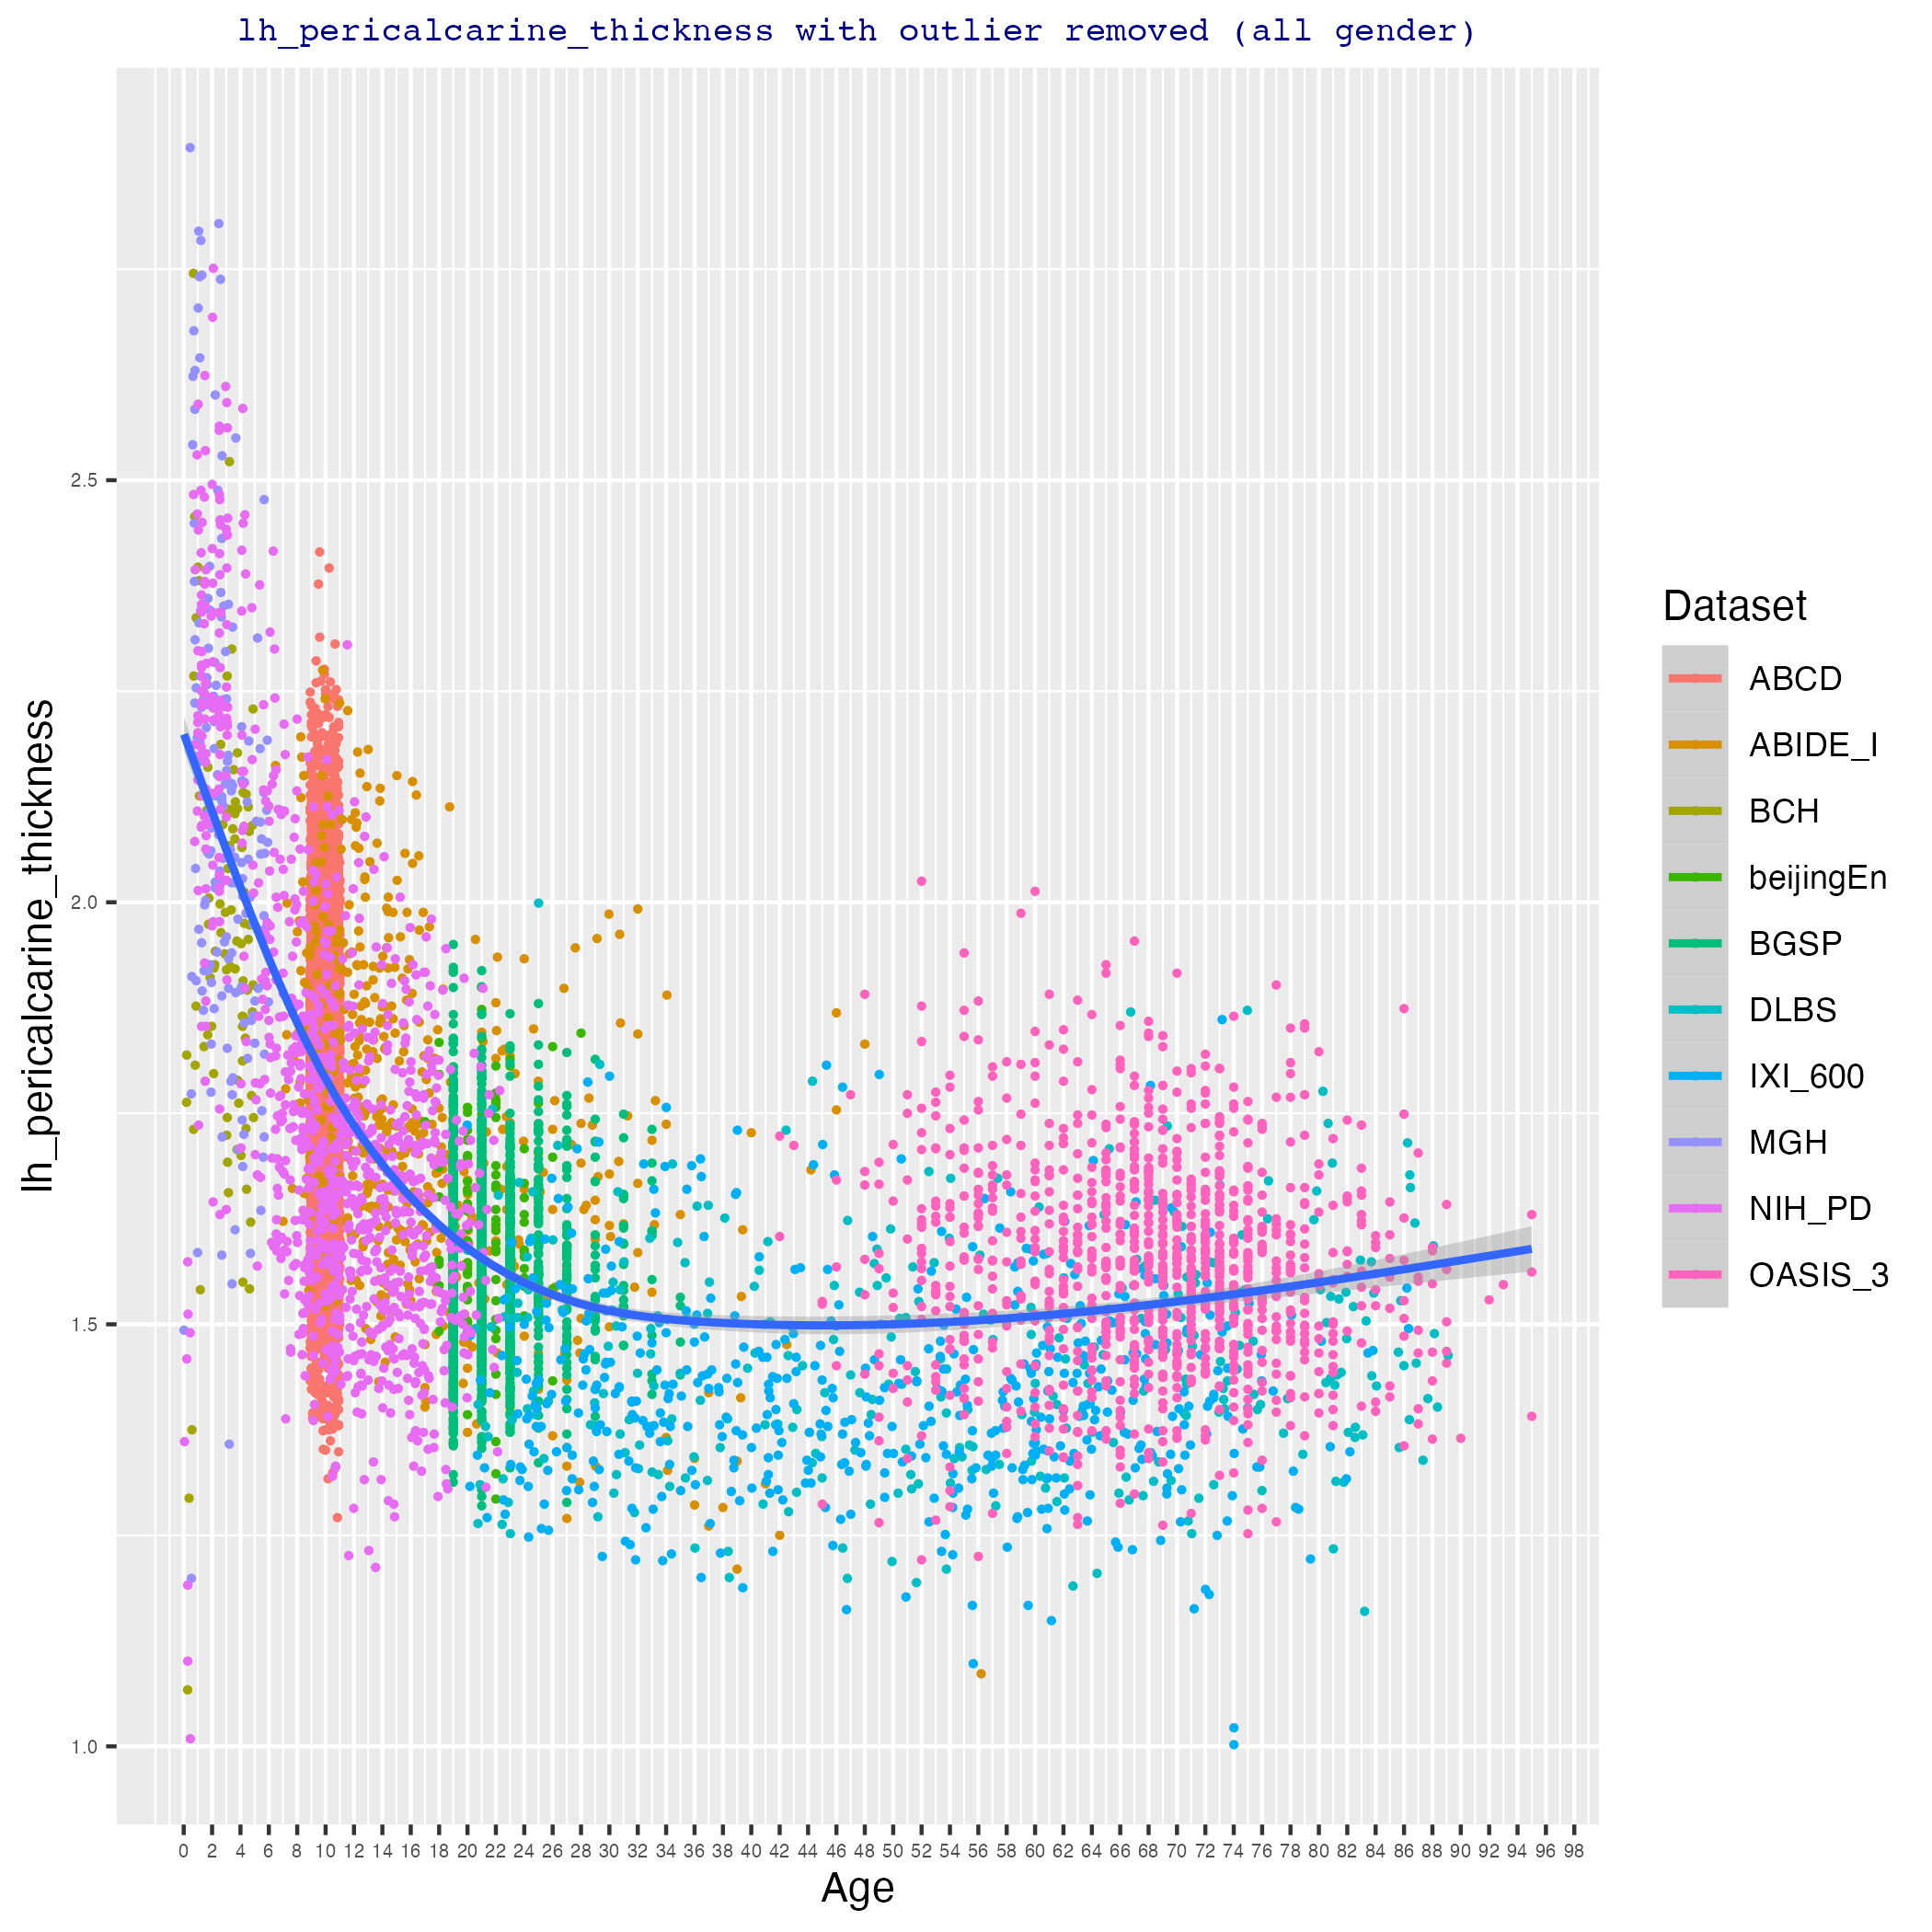 lh_pericalcarine_thickness with outlier removed (all gender)
lh_pericalcarine_thickness
2.5
2.0
1.5
1.0
0 2 4 6 8 10 12 14 16 18 20 22 24 26 28 30 32 34 36 38 40 42 44 46 48 50 52 54 56 58 60 62 64 66 68 70 72 74 76 78 80 82 84 86 88 90 92 94 96 98
Age
Dataset
ABCD
ABIDE_I
BCH
beijingEn
BGSP
DLBS
IXI_600
MGH
NIH_PD
OASIS_3